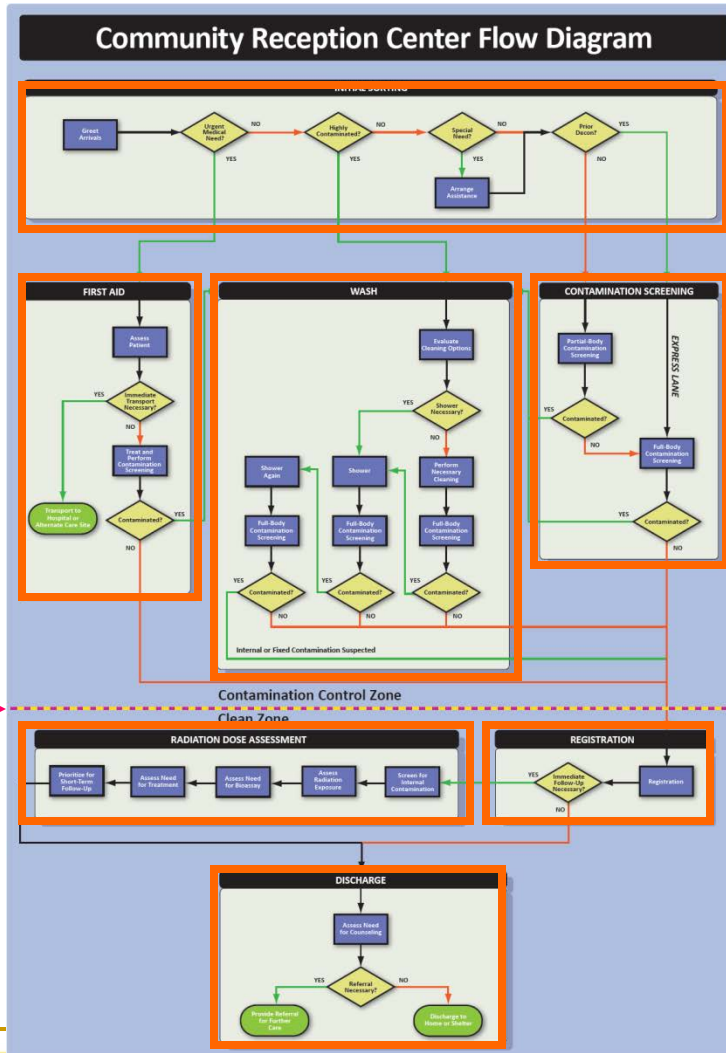 Community Reception Center Flow Diagram
INITIAL SORTING
Greet
Arrivals
Urgent
Medical
Need?
NO
YES
Highly
Contaminated?
NO
YES
Special
Need?
NO
YES
Arrange
Assistance
Prior
Decon?
YES
NO
FIRST AID
Assess
Patient
Immediate
Transport
Necessary?
YES
NO
Treat and
Perform
Contamination
Screening
Transport to
Hospital or
Alternate Care Site
Contaminated?
YES
NO
WASH
Evaluate
Cleaning Options
Shower
Necessary?
YES
NO
Shower
Again
Shower
Perform
Necessary
Cleaning
Full-Body
Contamination
Screening
Full-Body
Contamination
Screening
Full-Body
Contamination
Screening
YES
Contaminated?
NO
YES
Contaminated?
NO
YES
Contaminated?
NO
Internal or Fixed Contamination Suspected
CONTAMINATION SCREENING
Partial-Body
Contamination
Screening
EXPRESS LANE
YES
Contaminated?
NO
Full-Body
Contamination
Screening
YES
Contaminated?
NO
Contamination Control Zone
Clean Zone
RADIATION DOSE ASSESSMENT
Prioritize for
Short-Term
Follow-Up
Assess Need
for Treatment
Assess Need
for Bioassay
Assess
Radiation
Exposure
Screen for
Internal
Contamination
REGISTRATION
YES
Immediate
Follow-Up
Necessary?
NO
Registration
DISCHARGE
Assess Need
for Counseling
YES
Referral
Necessary?
NO
Provide Referral
for Further
Care
Discharge to
Home or Shelter